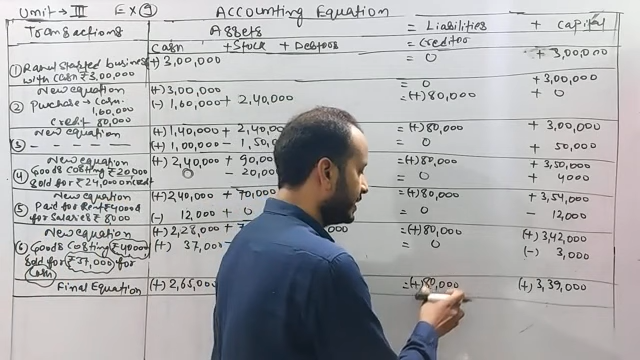 Unit - III Ex (9) Accounting Equation
Transactions Assets = Liabilities + Capital
Cash + Stock + Debtors = Creditor
(1) Rahul started business (+) 3,00,000 = 0 + 3,00,000
with Cash ₹ 3,00,000
New equation (+) 3,00,000 = 0 + 3,00,000
(2) Purchase → Cash (-) 1,60,000 + 2,40,000 = (+) 80,000 + 0
1,60,000
credit 80,000
New equation (+) 1,40,000 + 2,40,000 = (+) 80,000 + 3,00,000
(3) - - - - - (+) 1,00,000 - 1,50, = 0 + 50,000
New equation (+) 2,40,000 + 90,000 = (+) 80,000 + 3,50,000
(4) Goods costing ₹ 20000 0 - 20,00 = 0 + 4000
Sold for ₹ 24,000
New equation (+) 2,40,000 + 70,000 = (+) 80,000 + 3,54,000
(5) Paid for Rent ₹ 4000 (-) 12,000 + 0 = 0 - 12,000
for Salaries ₹ 8000
New equation (+) 2,28,000 + 7 000 = (+) 80,000 (+) 3,42,000
(6) Goods Costing ₹ 40,000 (+) 37,000 - = 0 (-) 3,000
Sold for ₹ 37,000 for
Cash
Final Equation (+) 2,65,000 = (+) 80,000 (+) 3,39,000